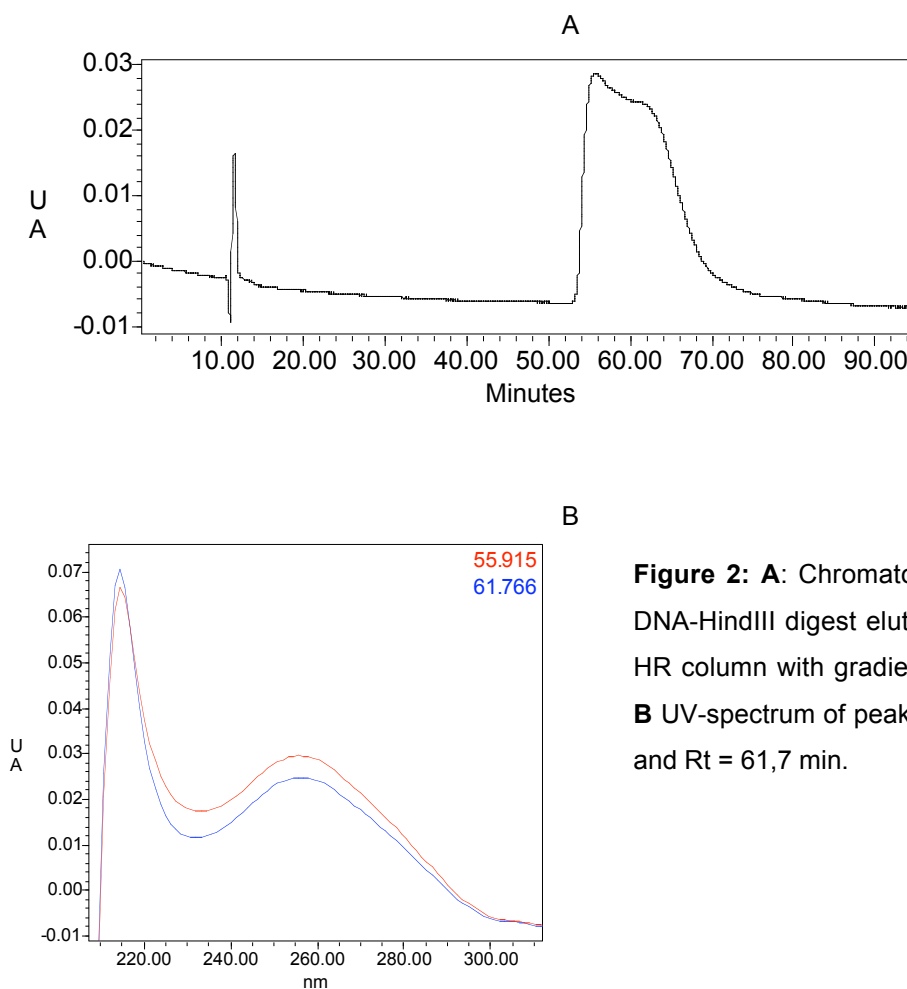 A
0.03
0.02
U
A
0.01
0.00
-0.01
10.00 20.00 30.00 40.00 50.00 60.00 70.00 80.00 90.00
Minutes
B
55.915
61.766
0.07
0.06
0.05
0.04
U
A
0.03
0.02
0.01
0.00
-0.01
220.00 240.00 260.00 280.00 300.00
nm
Figure 2: A: Chromato
DNA-HindIII digest elut
HR column with gradie
B UV-spectrum of peak
and Rt = 61,7 min.